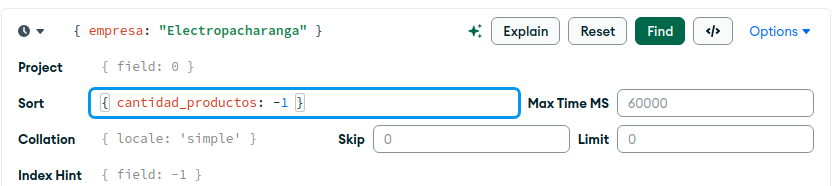 { empresa: "Electropacharanga" } Explain Reset Find </> Options
Project { field: 0 }
Sort { cantidad_productos: -1 } Max Time MS 60000
Collation { locale: 'simple' } Skip 0 Limit 0
Index Hint { field: -1 }